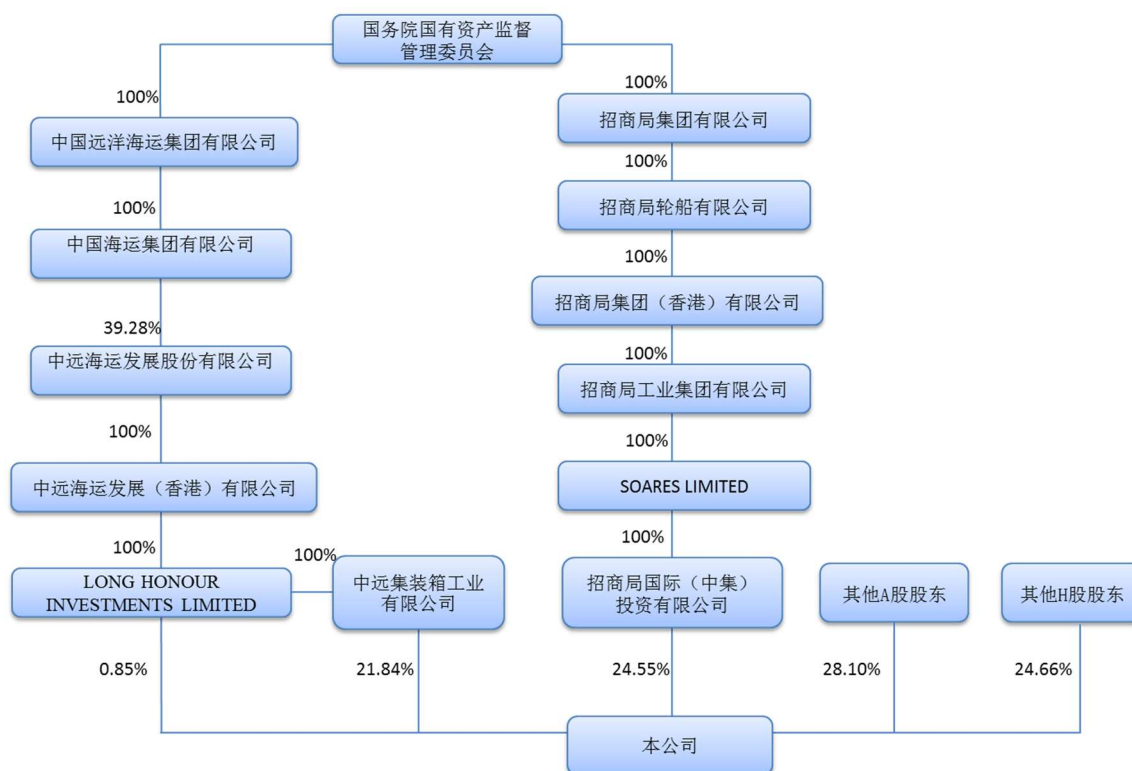 国务院国有资产监督
管理委员会
100%
100%
中国远洋海运集团有限公司
招商局集团有限公司
100%
100%
中国海运集团有限公司
招商局轮船有限公司
39.28%
100%
中远海运发展股份有限公司
招商局集团（香港）有限公司
100%
100%
中远海运发展（香港）有限公司
招商局工业集团有限公司
100%
SOARES LIMITED
100%
100%
100%
LONG HONOUR
INVESTMENTS LIMITED
中远集装箱工业
有限公司
招商局国际（中集）
投资有限公司
其他A股股东
其他H股股东
0.85%
21.84%
24.55%
28.10%
24.66%
本公司